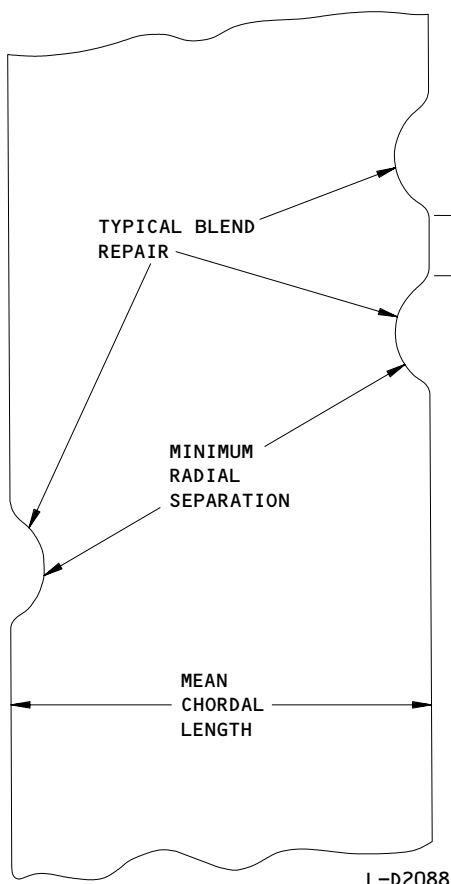 TYPICAL BLEND
REPAIR
MINIMUM
RADIAL
SEPARATION
MEAN
CHORDAL
LENGTH
L-D2088